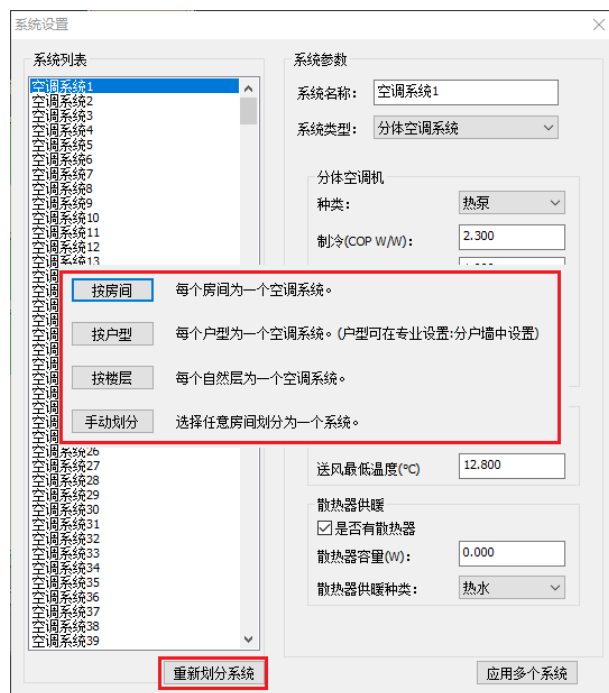 系统设置
系统列表
空调系统1
空调系统2
空调系统3
空调系统4
空调系统5
空调系统6
空调系统7
空调系统8
空调系统9
空调系统10
空调系统11
空调系统12
空调系统13
系统参数
系统名称： 空调系统1
系统类型： 分体空调系统
分体空调机
种类： 热泵
制冷(COP W/W)： 2.300
按房间 每个房间为一个空调系统。
按户型 每个户型为一个空调系统。(户型可在专业设置:分户墙中设置)
按楼层 每个自然层为一个空调系统。
手动划分 选择任意房间划分为一个系统。
空调系统26
空调系统27
空调系统28
空调系统29
空调系统30
空调系统31
空调系统32
空调系统33
空调系统34
空调系统35
空调系统36
空调系统37
空调系统38
空调系统39
送风最低温度(℃) 12.800
散热器供暖
是否有散热器
散热器容量(W)： 0.000
散热器供暖种类： 热水
重新划分系统
应用多个系统